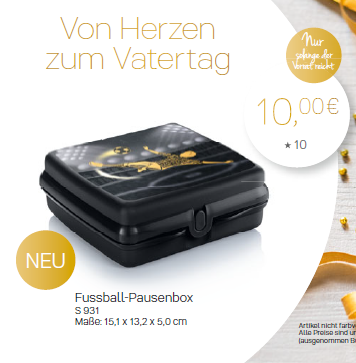 Von Herzen
zum Vatertag
Nur
solange der
Vorrat reicht
10,00€
★ 10
NEU
Fussball-Pausenbox
S 931
Maße: 15,1 x 13,2 x 5,0 cm
Artikel nicht farbv
Alle Preise sind u
(ausgenommen B